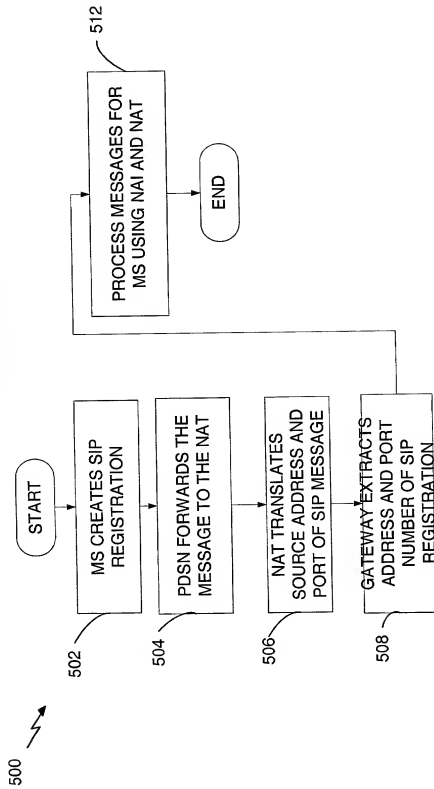 500
START
502
MS CREATES SIP
REGISTRATION
504
PDSN FORWARDS THE
MESSAGE TO THE NAT
506
NAT TRANSLATES
SOURCE ADDRESS AND
PORT OF SIP MESSAGE
508
GATEWAY EXTRACTS
ADDRESS AND PORT
NUMBER OF SIP
REGISTRATION
512
PROCESS MESSAGES FOR
MS USING NAI AND NAT
END